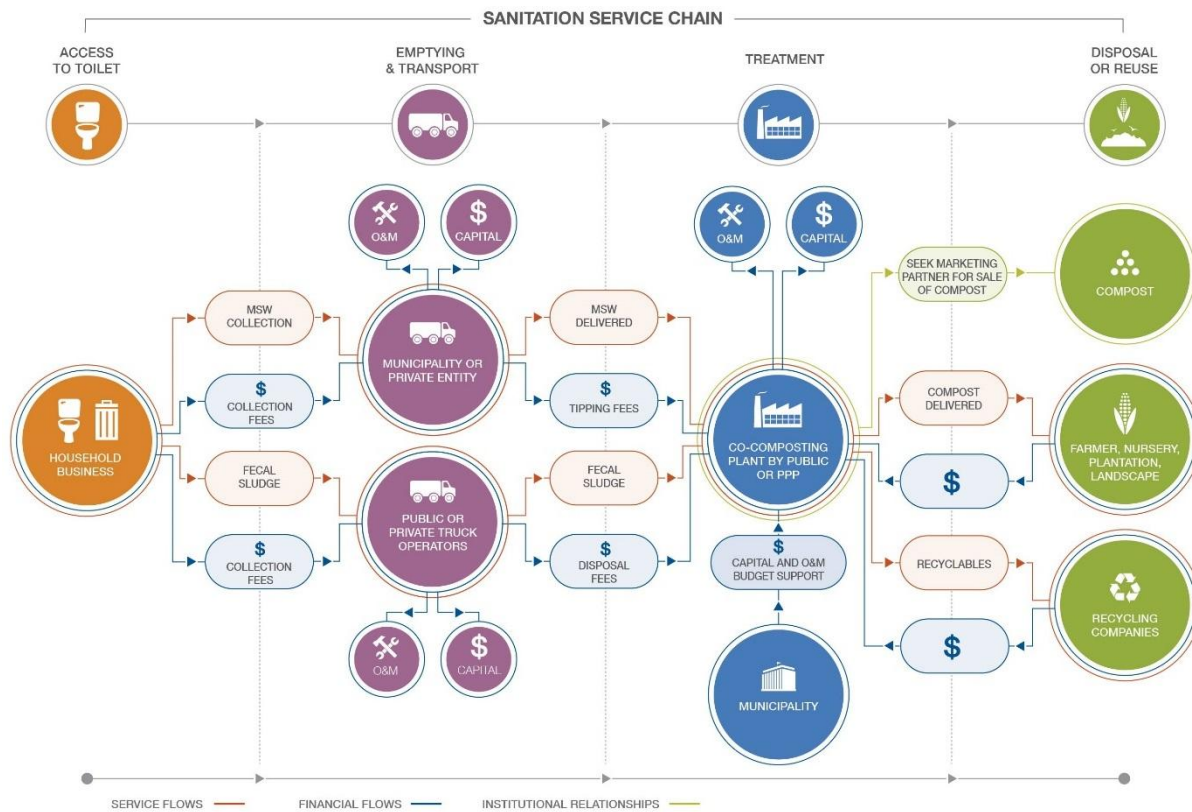 SANITATION SERVICE CHAIN
ACCESS
TO TOILET
EMPTYING
& TRANSPORT
TREATMENT
DISPOSAL
OR REUSE
O&M
$
CAPITAL
O&M
$
CAPITAL
SEEK MARKETING
PARTNER FOR SALE
OF COMPOST
COMPOST
MSW
COLLECTION
MUNICIPALITY OR
PRIVATE ENTITY
MSW
DELIVERED
$
COLLECTION
FEES
$
TIPPING FEES
COMPOST
DELIVERED
HOUSEHOLD
BUSINESS
CO-COMPOSTING
PLANT BY PUBLIC
OR PPP
FARMER, NURSERY,
PLANTATION,
LANDSCAPE
FECAL
SLUDGE
FECAL
SLUDGE
$
PUBLIC OR
PRIVATE TRUCK
OPERATORS
$
COLLECTION
FEES
$
DISPOSAL
FEES
$
CAPITAL AND O&M
BUDGET SUPPORT
RECYCLABLES
RECYCLING
COMPANIES
$
O&M
$
CAPITAL
MUNICIPALITY
SERVICE FLOWS
FINANCIAL FLOWS
INSTITUTIONAL RELATIONSHIPS